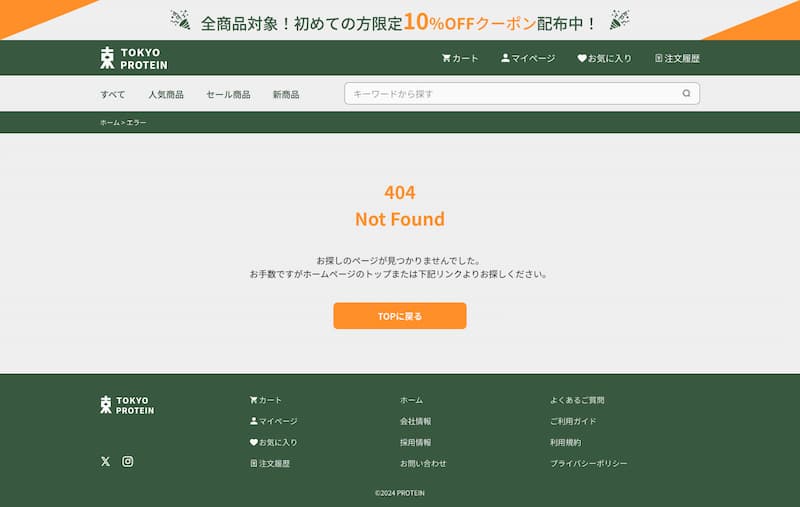 全商品対象！初めての方限定10%OFFクーポン配布中！
TOKYO
PROTEIN
カート
マイページ
お気に入り
注文履歴
すべて
人気商品
セール商品
新商品
キーワードから探す
ホーム > エラー
404
Not Found
お探しのページが見つかりませんでした。
お手数ですがホームページのトップまたは下記リンクよりお探しください。
TOPに戻る
TOKYO
PROTEIN
カート
マイページ
お気に入り
注文履歴
ホーム
会社情報
採用情報
お問い合わせ
よくあるご質問
ご利用ガイド
利用規約
プライバシーポリシー
©2024 PROTEIN